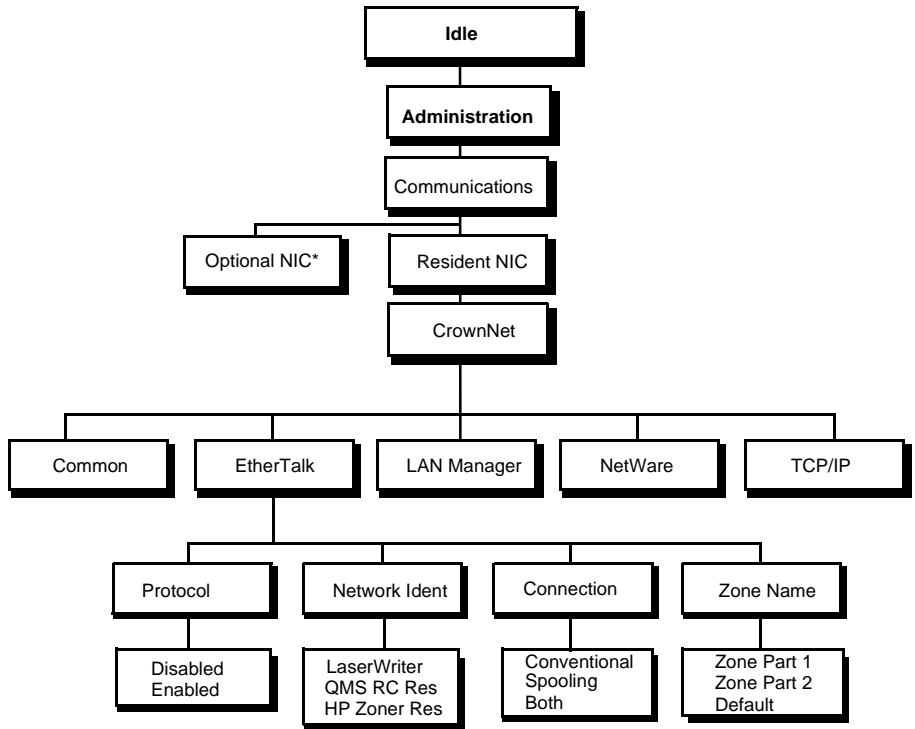 Idle
Administration
Communications
Optional NIC*
Resident NIC
CrownNet
Common
EtherTalk
LAN Manager
NetWare
TCP/IP
Protocol
Network Ident
Connection
Zone Name
Disabled
Enabled
LaserWriter
QMS RC Res
HP Zoner Res
Conventional
Spooling
Both
Zone Part 1
Zone Part 2
Default